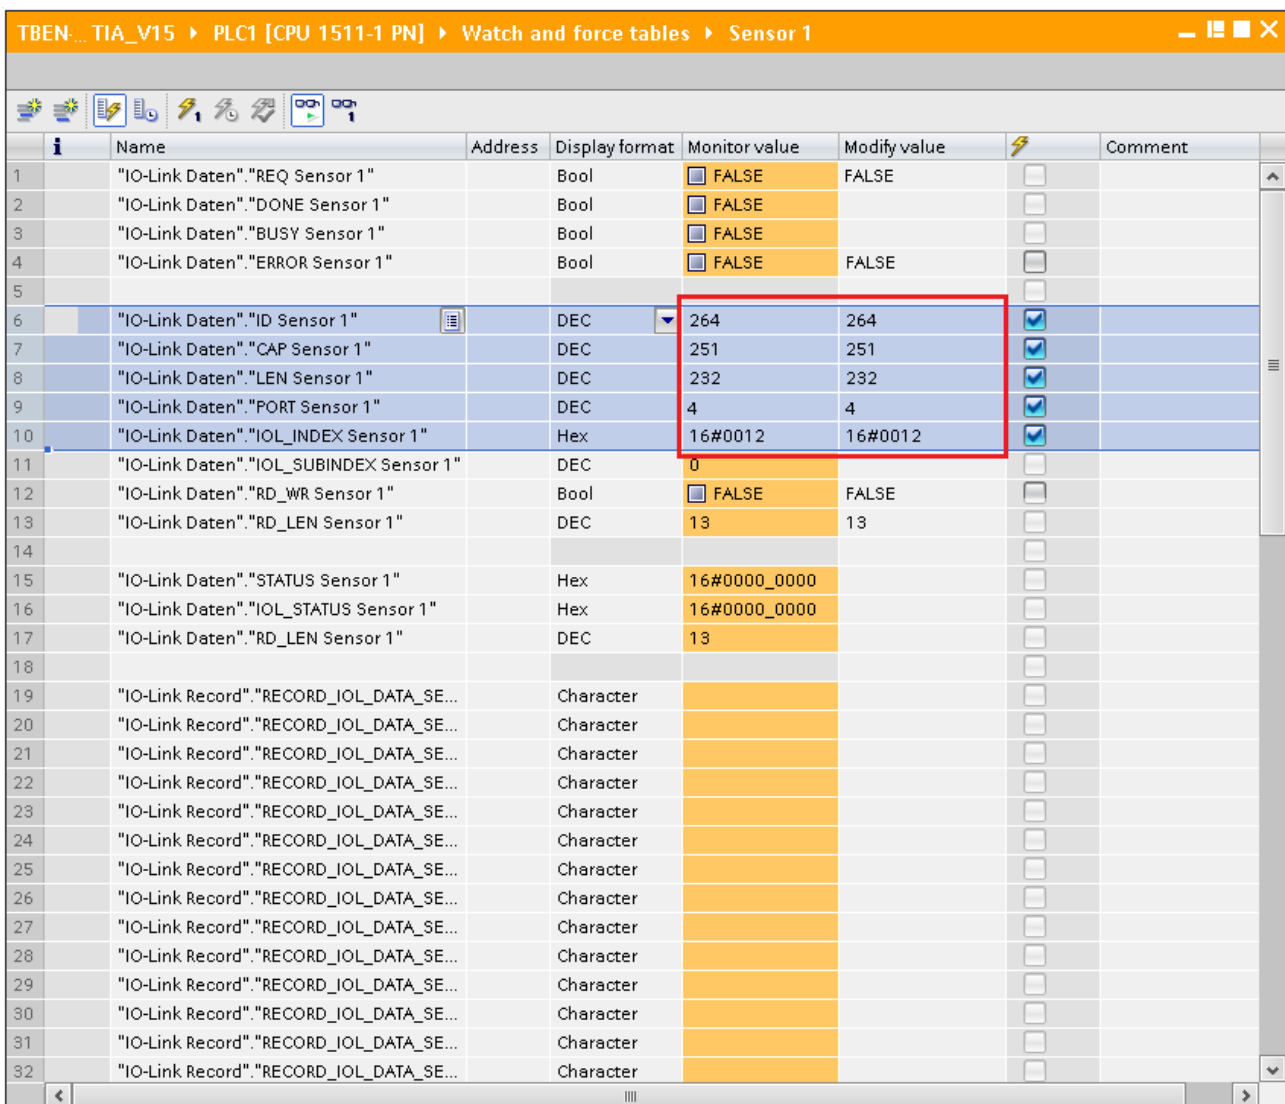 TBEN-... TIA_V15 ▸ PLC1 [CPU 1511-1 PN] ▸ Watch and force tables ▸ Sensor 1
i Name Address Display format Monitor value Modify value Comment
1 "IO-Link Daten"."REQ Sensor 1" Bool FALSE FALSE
2 "IO-Link Daten"."DONE Sensor 1" Bool FALSE
3 "IO-Link Daten"."BUSY Sensor 1" Bool FALSE
4 "IO-Link Daten"."ERROR Sensor 1" Bool FALSE FALSE
5
6 "IO-Link Daten"."ID Sensor 1" DEC 264 264
7 "IO-Link Daten"."CAP Sensor 1" DEC 251 251
8 "IO-Link Daten"."LEN Sensor 1" DEC 232 232
9 "IO-Link Daten"."PORT Sensor 1" DEC 4 4
10 "IO-Link Daten"."IOL_INDEX Sensor 1" Hex 16#0012 16#0012
11 "IO-Link Daten"."IOL_SUBINDEX Sensor 1" DEC 0
12 "IO-Link Daten"."RD_WR Sensor 1" Bool FALSE FALSE
13 "IO-Link Daten"."RD_LEN Sensor 1" DEC 13 13
14
15 "IO-Link Daten"."STATUS Sensor 1" Hex 16#0000_0000
16 "IO-Link Daten"."IOL_STATUS Sensor 1" Hex 16#0000_0000
17 "IO-Link Daten"."RD_LEN Sensor 1" DEC 13
18
19 "IO-Link Record"."RECORD_IOL_DATA_SE... Character
20 "IO-Link Record"."RECORD_IOL_DATA_SE... Character
21 "IO-Link Record"."RECORD_IOL_DATA_SE... Character
22 "IO-Link Record"."RECORD_IOL_DATA_SE... Character
23 "IO-Link Record"."RECORD_IOL_DATA_SE... Character
24 "IO-Link Record"."RECORD_IOL_DATA_SE... Character
25 "IO-Link Record"."RECORD_IOL_DATA_SE... Character
26 "IO-Link Record"."RECORD_IOL_DATA_SE... Character
27 "IO-Link Record"."RECORD_IOL_DATA_SE... Character
28 "IO-Link Record"."RECORD_IOL_DATA_SE... Character
29 "IO-Link Record"."RECORD_IOL_DATA_SE... Character
30 "IO-Link Record"."RECORD_IOL_DATA_SE... Character
31 "IO-Link Record"."RECORD_IOL_DATA_SE... Character
32 "IO-Link Record"."RECORD_IOL_DATA_SE... Character